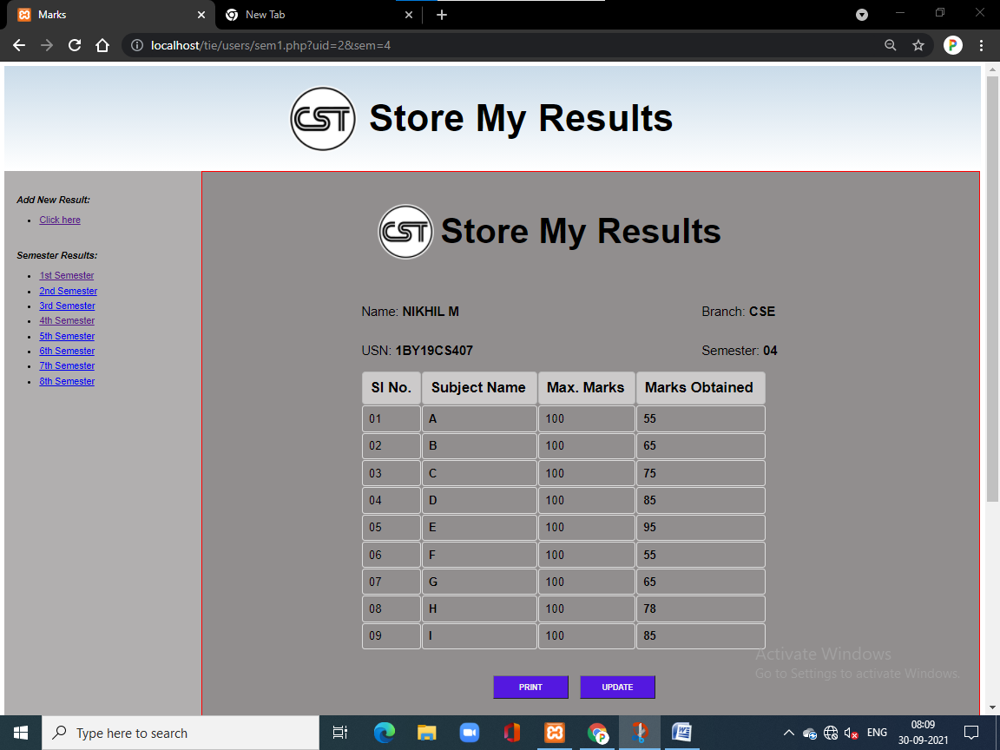 Marks
New Tab
localhost/tie/users/sem1.php?uid=2&sem=4
P
CST Store My Results
Add New Result:
Click here
Semester Results:
1st Semester
2nd Semester
3rd Semester
4th Semester
5th Semester
6th Semester
7th Semester
8th Semester
CST Store My Results
Name: NIKHIL M Branch: CSE
USN: 1BY19CS407 Semester: 04
Sl No. Subject Name Max. Marks Marks Obtained
01 A 100 55
02 B 100 65
03 C 100 75
04 D 100 85
05 E 100 95
06 F 100 55
07 G 100 65
08 H 100 78
09 I 100 85
PRINT UPDATE
Activate Windows
Go to Settings to activate Windows.
Type here to search
ENG
08:09
30-09-2021